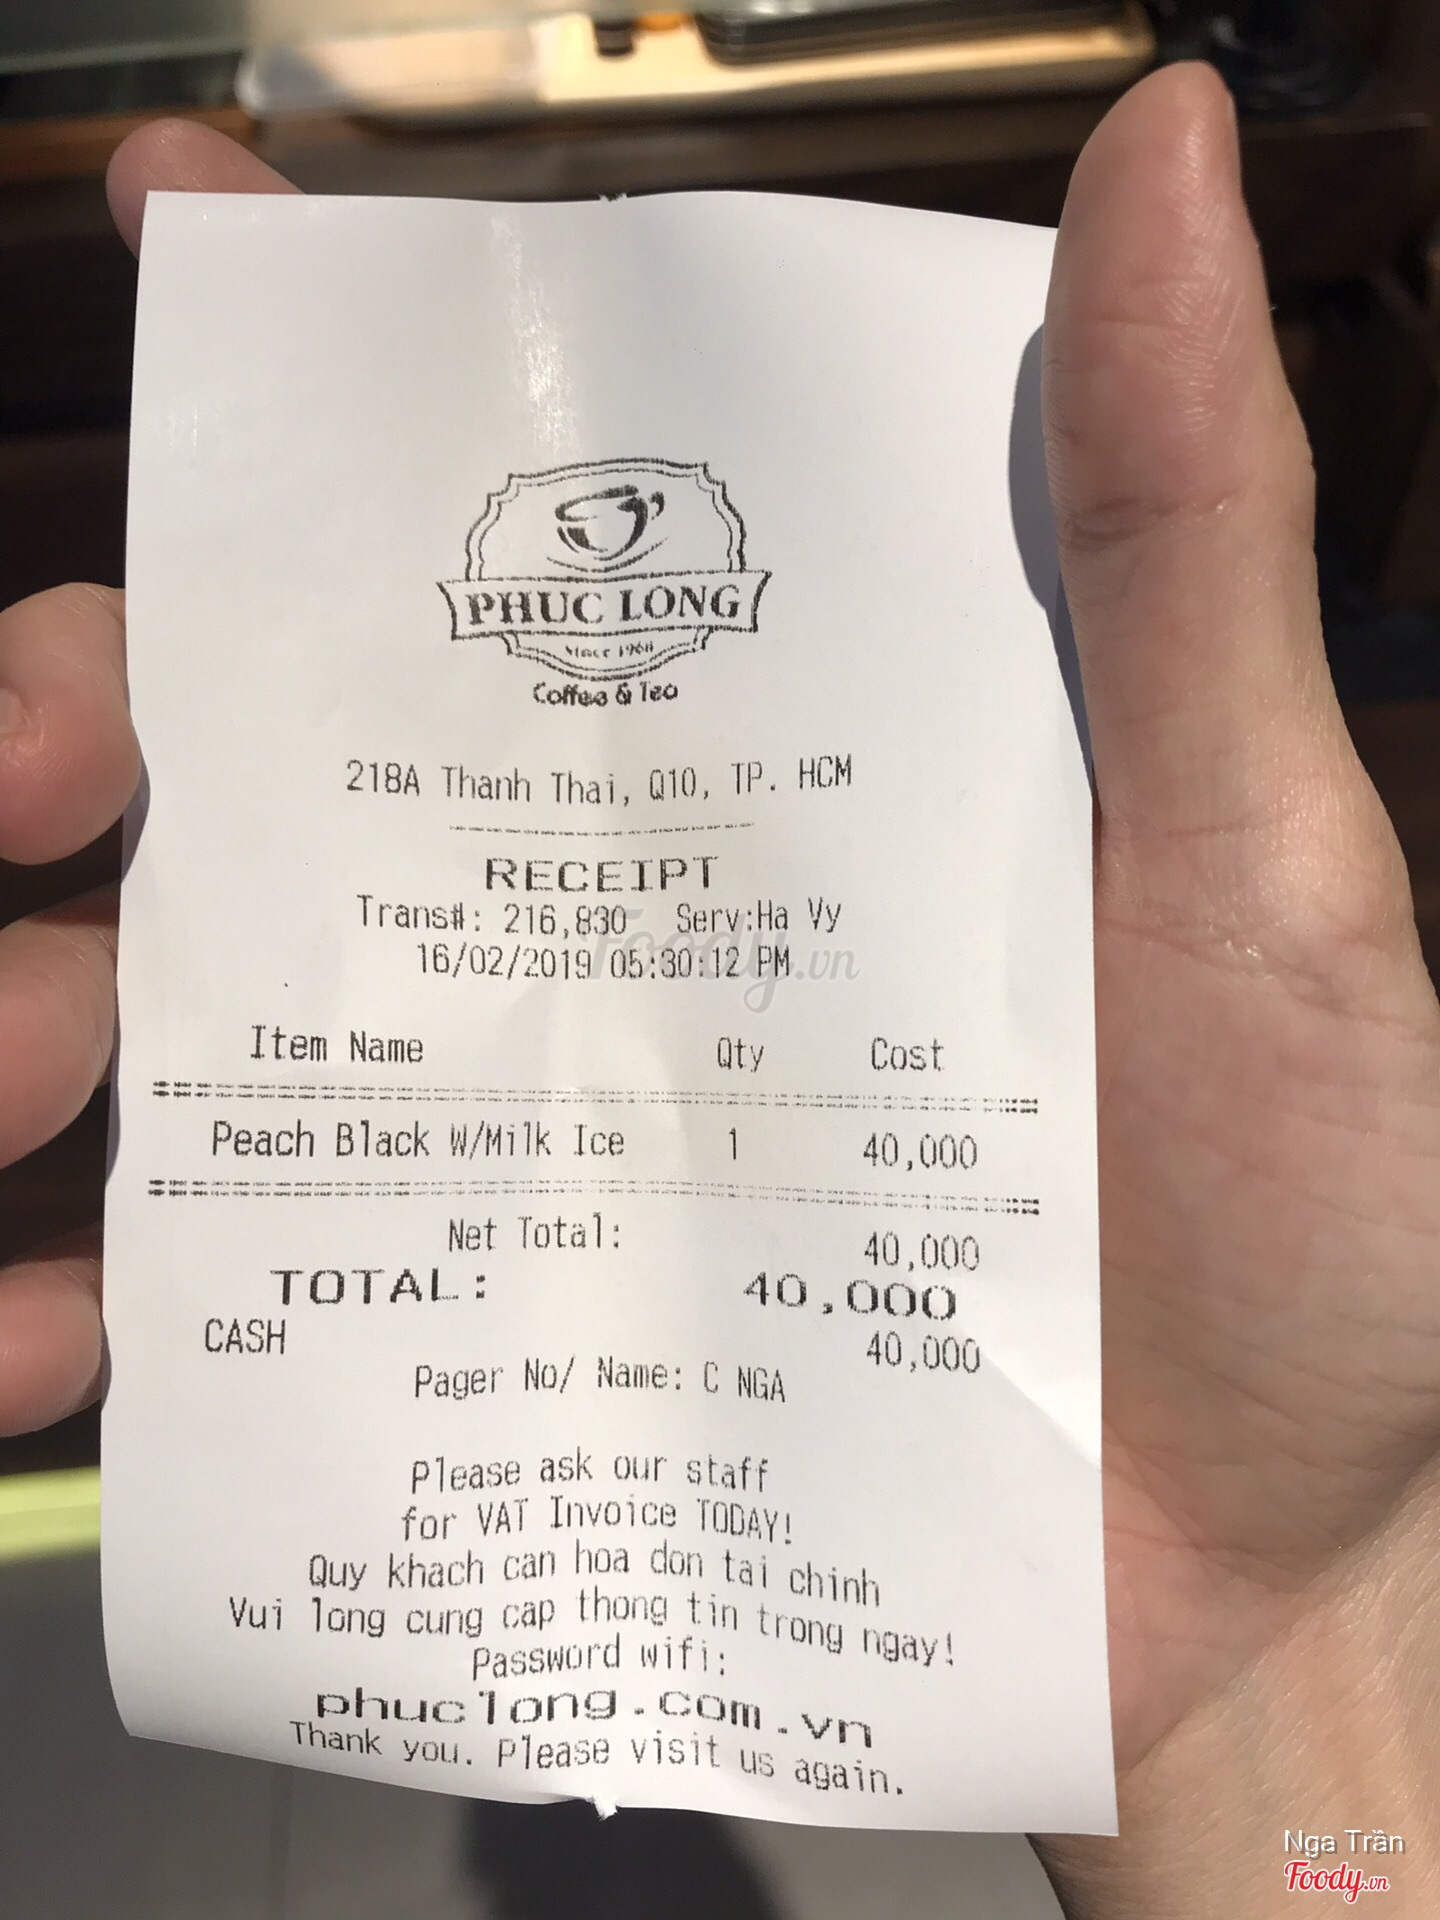 PHUC LONG
Since 1968
Coffee & Tea
218A Thanh Thai, Q10, TP. HCM
RECEIPT
Trans#: 216,830 Serv:Ha Vy
16/02/2019 05:30:12 PM
Foody.vn
Item Name Qty Cost
Peach Black W/Milk Ice 1 40,000
Net Total: 40,000
TOTAL: 40,000
CASH 40,000
Pager No/ Name: C NGA
Please ask our staff
for VAT Invoice TODAY!
Quy khach can hoa don tai chinh
Vui long cung cap thong tin trong ngay!
Password wifi:
phuclong.com.vn
Thank you. Please visit us again.
Nga Trần
Foody.vn